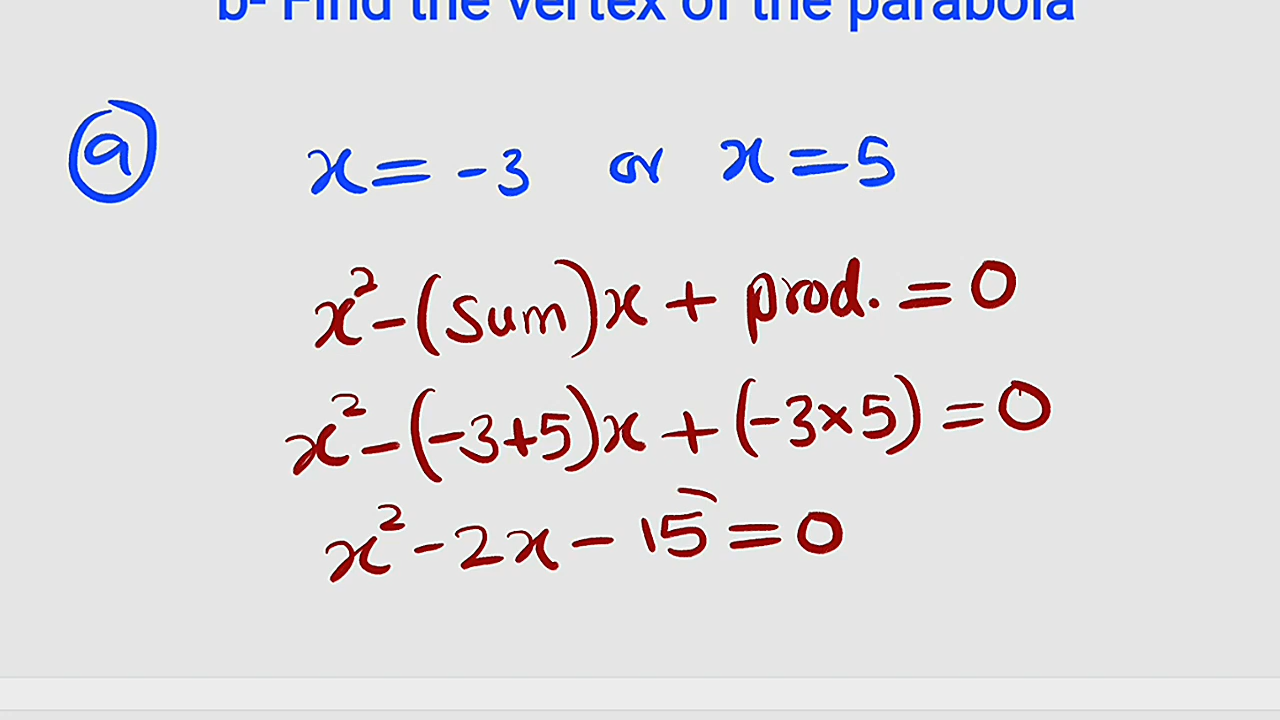 b- Find the vertex of the parabola
a x = -3 or x = 5
x² - (sum)x + prod. = 0
x² - (-3+5)x + (-3×5) = 0
x² - 2x - 15 = 0